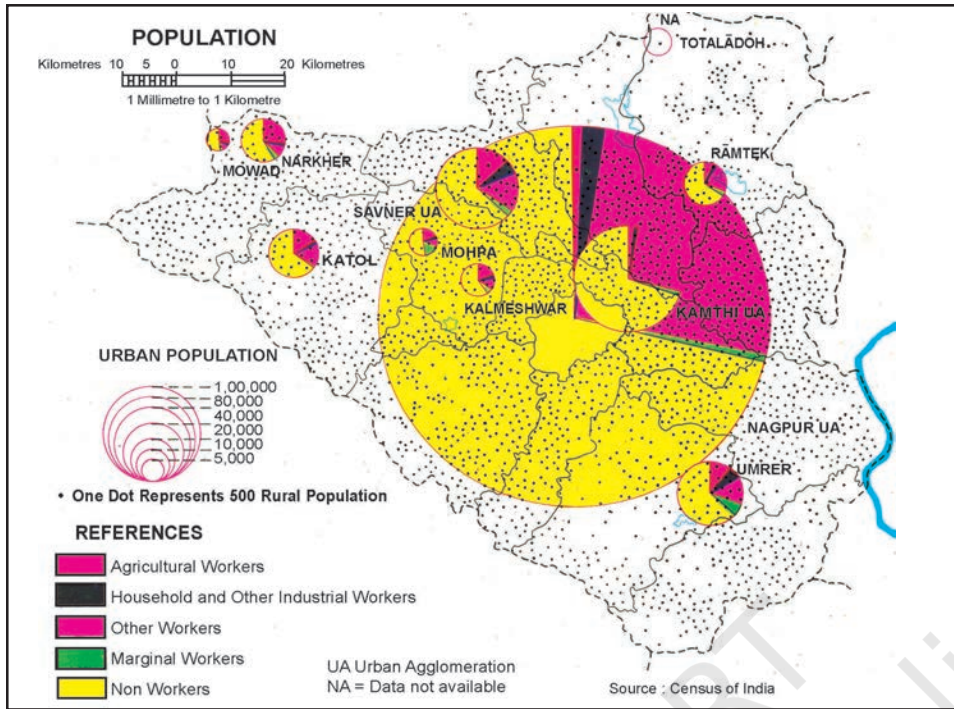 POPULATION
Kilometres 10 5 0 10 20 Kilometres
1 Millimetre to 1 Kilometre
NA
TOTALĀDOH
NARKHER
MOWAD
RĀMTEK
SAVNER UA
MOHPA
KATOL
KALMESHWAR
KAMTHI UA
NAGPUR UA
UMRER
URBAN POPULATION
1,00,000
80,000
40,000
20,000
10,000
5,000
• One Dot Represents 500 Rural Population
REFERENCES
Agricultural Workers
Household and Other Industrial Workers
Other Workers
Marginal Workers
Non Workers
UA Urban Agglomeration
NA = Data not available
Source : Census of India